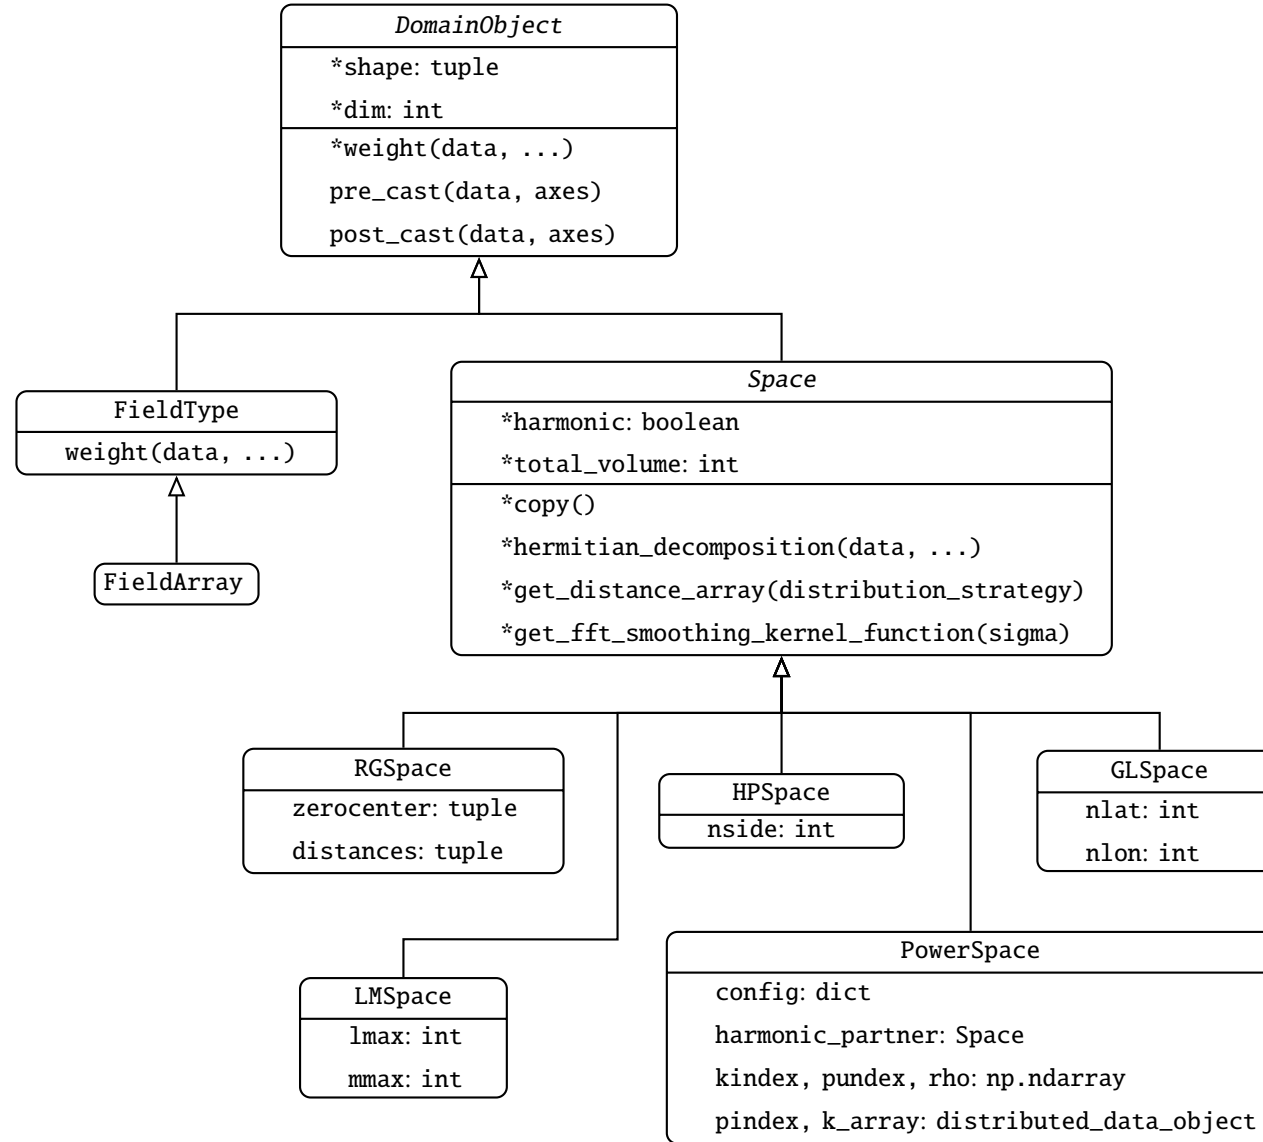 DomainObject
*shape: tuple
*dim: int
*weight(data, ...)
pre_cast(data, axes)
post_cast(data, axes)
FieldType
weight(data, ...)
FieldArray
Space
*harmonic: boolean
*total_volume: int
*copy()
*hermitian_decomposition(data, ...)
*get_distance_array(distribution_strategy)
*get_fft_smoothing_kernel_function(sigma)
RGSpace
zerocenter: tuple
distances: tuple
HPSpace
nside: int
GLSpace
nlat: int
nlon: int
LMSpace
lmax: int
mmax: int
PowerSpace
config: dict
harmonic_partner: Space
kindex, pundex, rho: np.ndarray
pindex, k_array: distributed_data_object